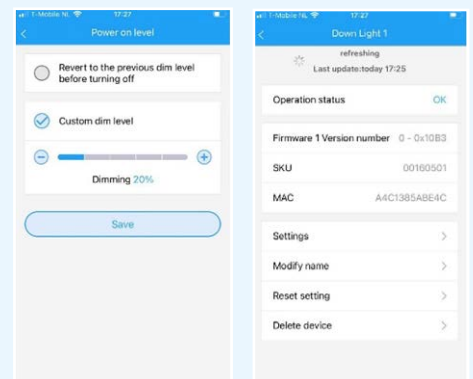 T-Mobile NL 17:27
Power on level
Revert to the previous dim level
before turning off
Custom dim level
Dimming 20%
Save
T-Mobile NL 17:27
Down Light 1
refreshing
Last update:today 17:25
Operation status OK
Firmware 1 Version number 0 - 0x10B3
SKU 00160501
MAC A4C1385ABE4C
Settings
Modify name
Reset setting
Delete device